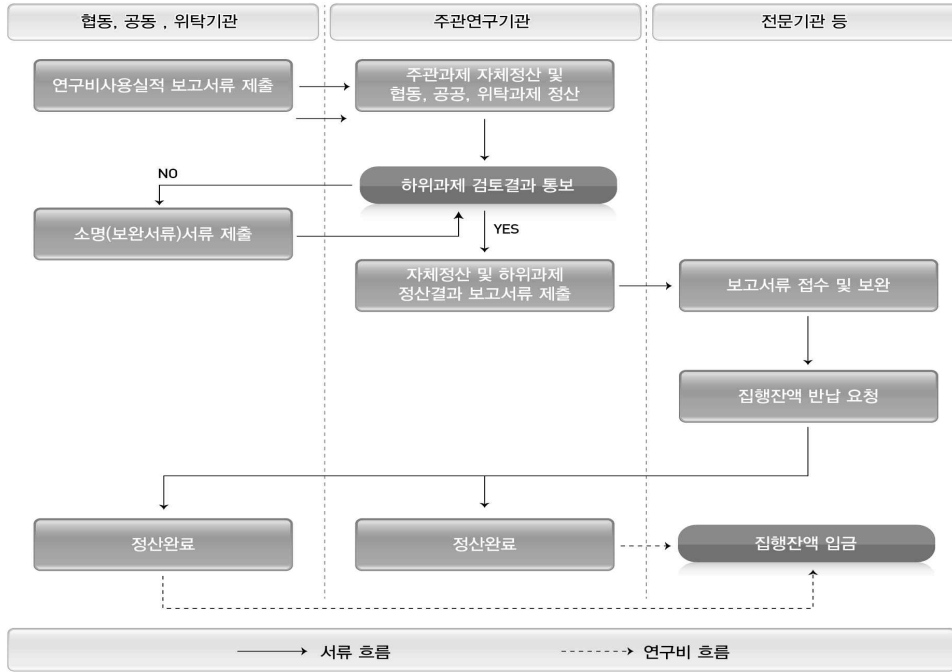 협동, 공동 , 위탁기관
주관연구기관
전문기관 등
연구비사용실적 보고서류 제출
주관과제 자체정산 및
협동, 공공, 위탁과제 정산
NO
하위과제 검토결과 통보
소명(보완서류)서류 제출
YES
자체정산 및 하위과제
정산결과 보고서류 제출
보고서류 접수 및 보완
집행잔액 반납 요청
정산완료
정산완료
집행잔액 입금
서류 흐름
연구비 흐름